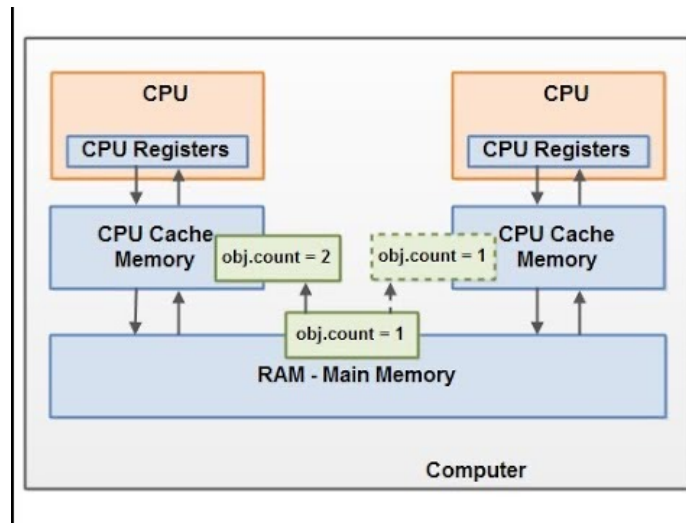 CPU
CPU Registers
CPU
CPU Registers
CPU Cache
Memory
obj.count = 2
obj.count = 1
CPU Cache
Memory
obj.count = 1
RAM - Main Memory
Computer